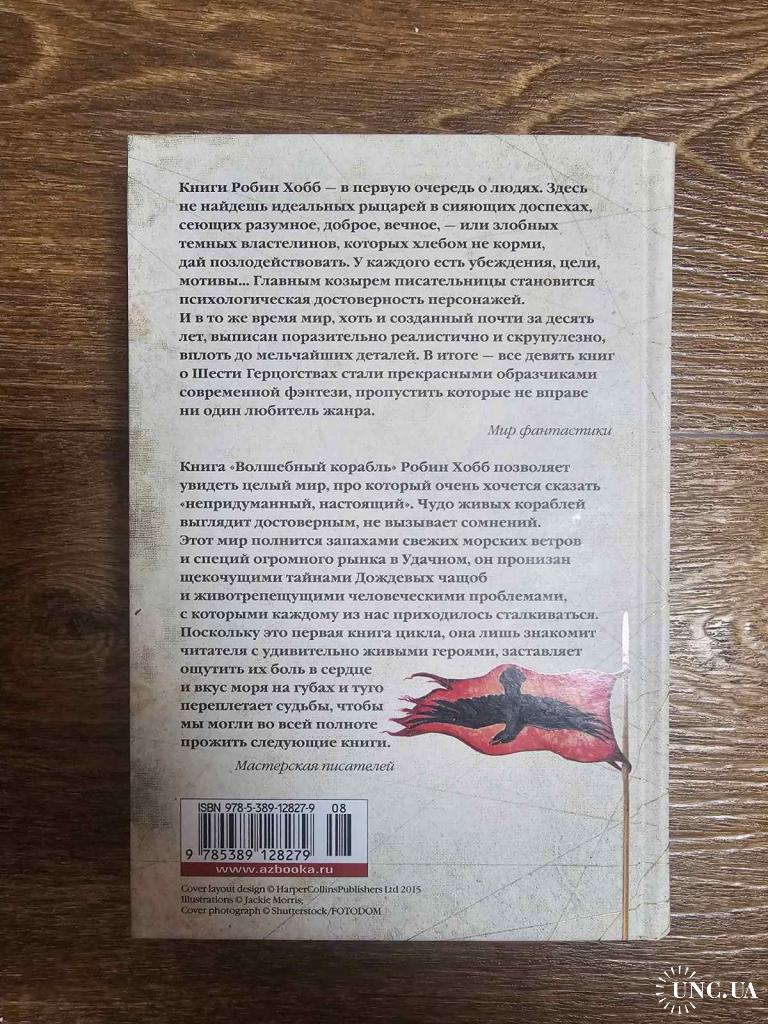 Книги Робин Хобб — в первую очередь о людях. Здесь
не найдешь идеальных рыцарей в сияющих доспехах,
сеющих разумное, доброе, вечное, — или злобных
темных властелинов, которых хлебом не корми,
дай позлодействовать. У каждого есть убеждения, цели,
мотивы... Главным козырем писательницы становится
психологическая достоверность персонажей.
И в то же время мир, хоть и созданный почти за десять
лет, выписан поразительно реалистично и скрупулезно,
вплоть до мельчайших деталей. В итоге — все девять книг
о Шести Герцогствах стали прекрасными образчиками
современной фэнтези, пропустить которые не вправе
ни один любитель жанра.
Мир фантастики
Книга «Волшебный корабль» Робин Хобб позволяет
увидеть целый мир, про который очень хочется сказать
«непридуманный, настоящий». Чудо живых кораблей
выглядит достоверным, не вызывает сомнений.
Этот мир полнится запахами свежих морских ветров
и специй огромного рынка в Удачном, он пронизан
щекочущими тайнами Дождевых чащоб
и животрепещущими человеческими проблемами,
с которыми каждому из нас приходилось сталкиваться.
Поскольку это первая книга цикла, она лишь знакомит
читателя с удивительно живыми героями, заставляет
ощутить их боль в сердце
и вкус моря на губах и туго
переплетает судьбы, чтобы
мы могли во всей полноте
прожить следующие книги.
Мастерская писателей
ISBN 978-5-389-12827-9 08
9 785389 128279
www.azbooka.ru
Cover layout design © HarperCollinsPublishers Ltd 2015
Illustrations © Jackie Morris;
Cover photograph © Shutterstock/FOTODOM
UNC.UA